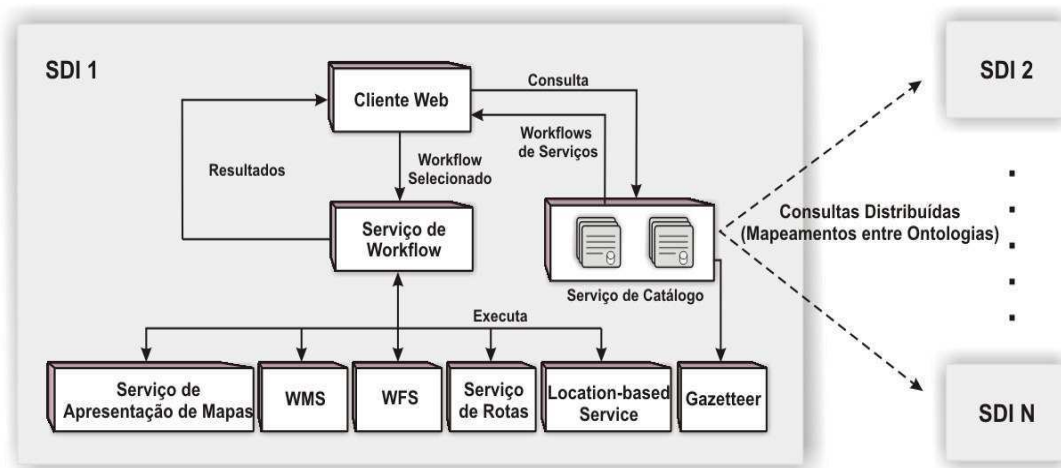 SDI 1
Cliente Web
Consulta
Workflows
de Serviços
Resultados
Workflow
Selecionado
Serviço de
Workflow
Serviço de Catálogo
Executa
Serviço de
Apresentação de Mapas
WMS
WFS
Serviço
de Rotas
Location-based
Service
Gazetteer
Consultas Distribuídas
(Mapeamentos entre Ontologias)
SDI 2
SDI N